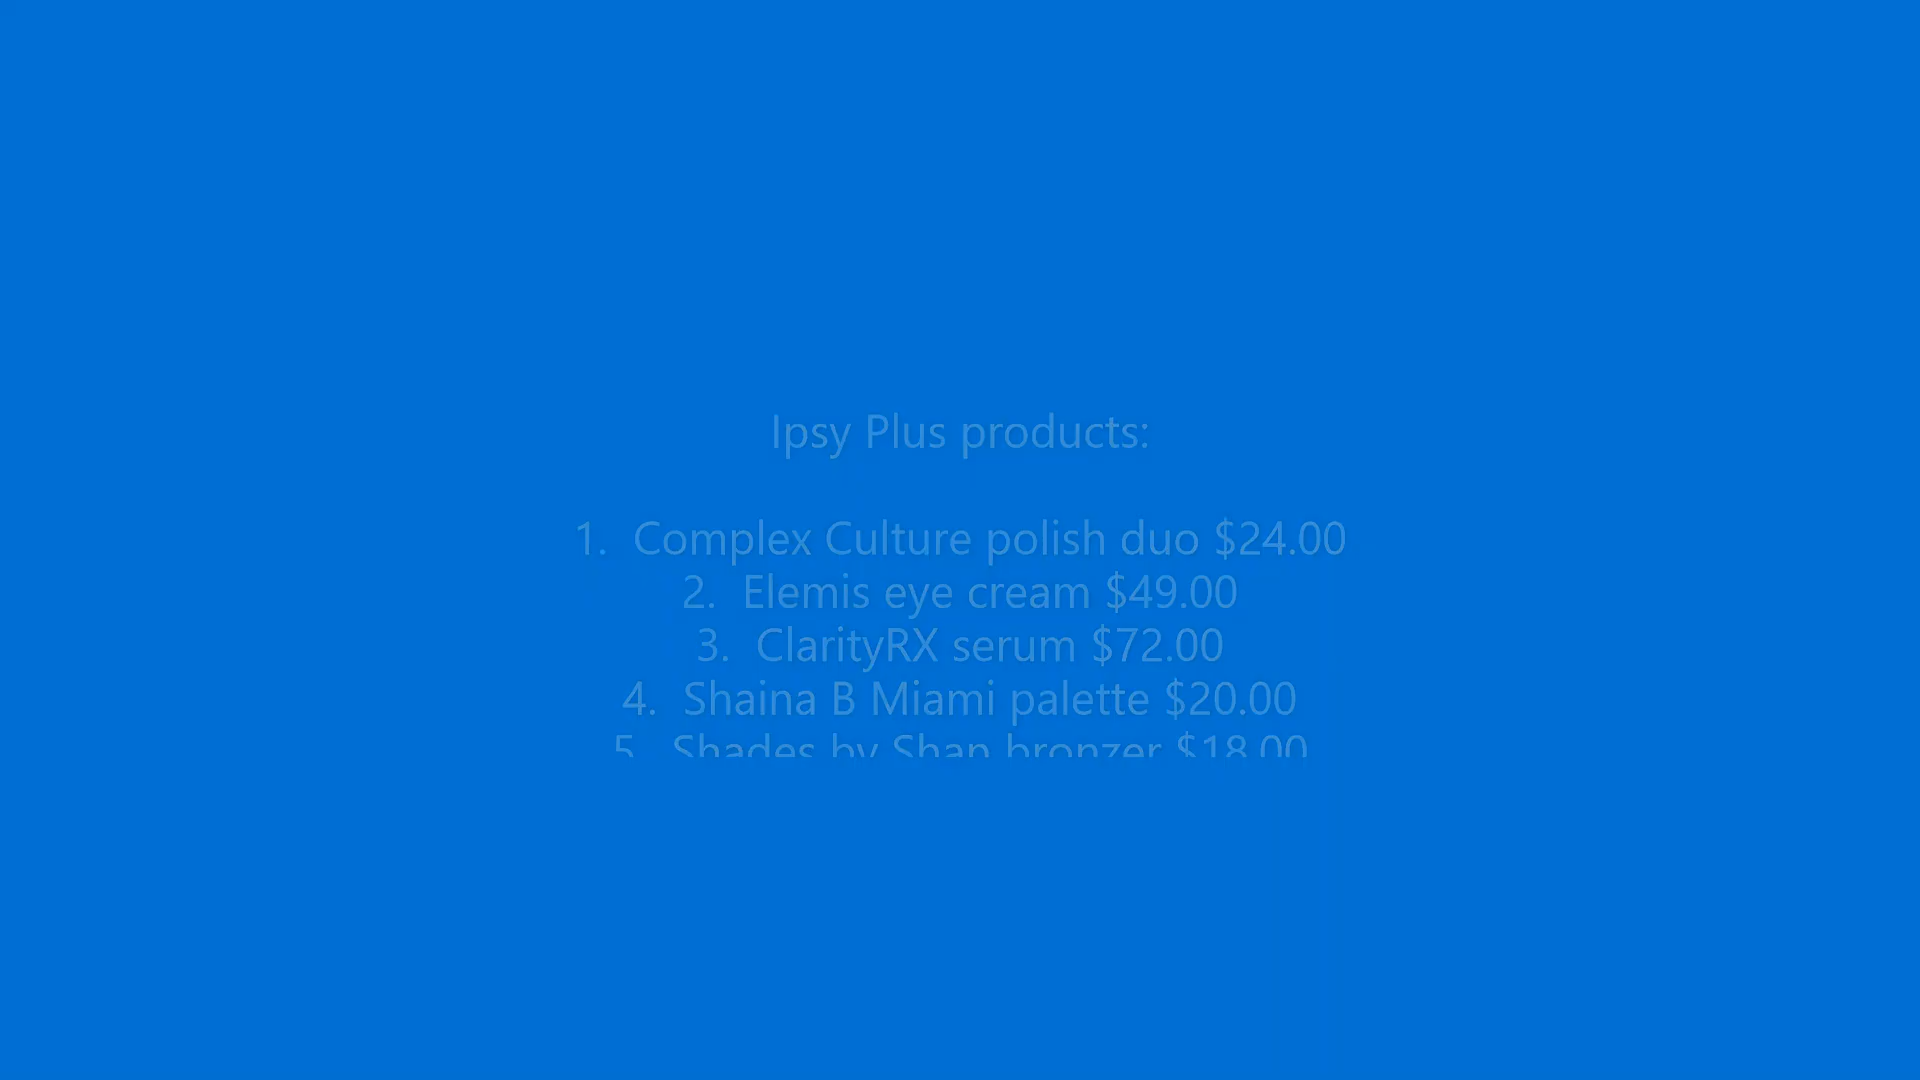 Ipsy Plus products:
1. Complex Culture polish duo $24.00
2. Elemis eye cream $49.00
3. ClarityRX serum $72.00
4. Shaina B Miami palette $20.00
5. Shades by Shan bronzer $18.00